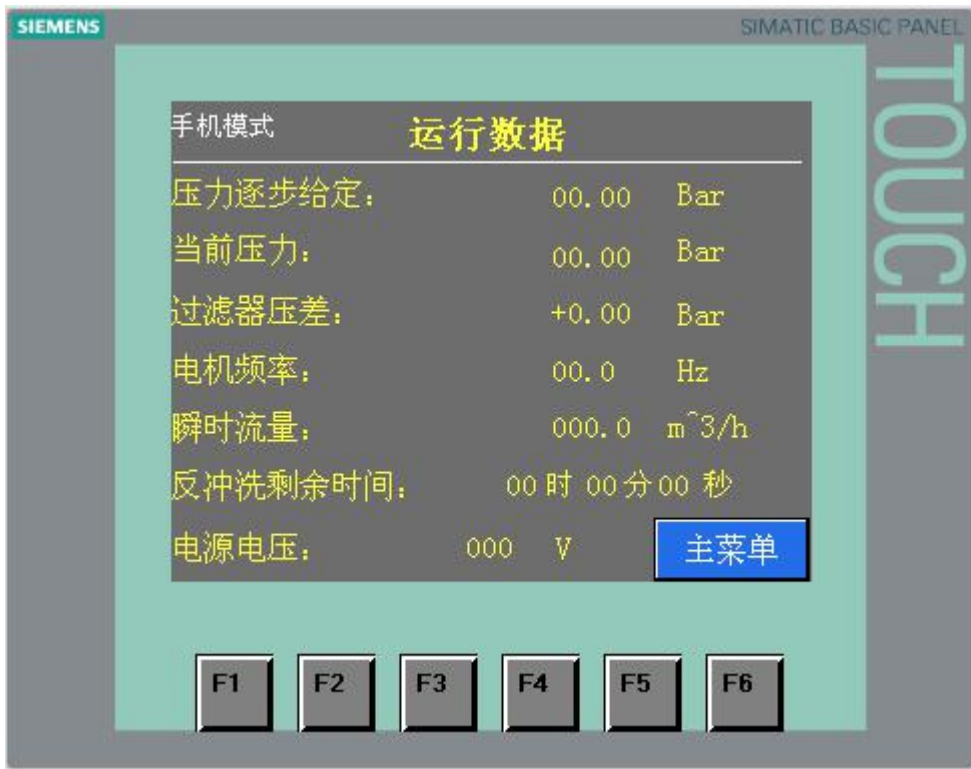 SIEMENS
SIMATIC BASIC PANEL
TOUCH
手机模式
运行数据
压力逐步给定: 00.00 Bar
当前压力: 00.00 Bar
过滤器压差: +0.00 Bar
电机频率: 00.0 Hz
瞬时流量: 000.0 m^3/h
反冲洗剩余时间: 00 时 00 分 00 秒
电源电压: 000 V
主菜单
F1 F2 F3 F4 F5 F6